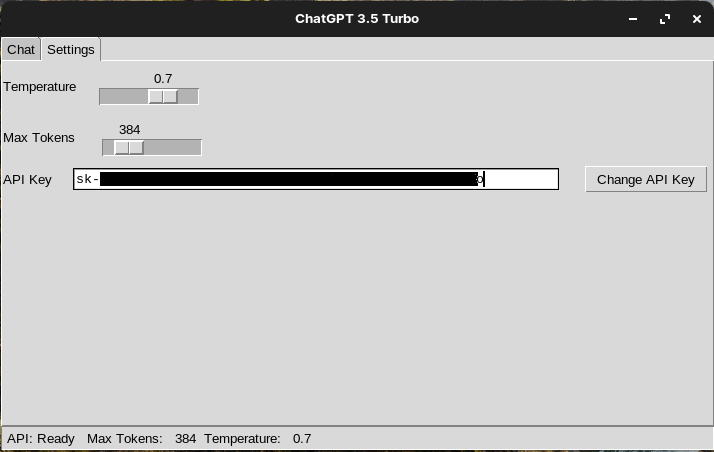 ChatGPT 3.5 Turbo
Chat Settings
Temperature 0.7
Max Tokens 384
API Key sk- o Change API Key
API: Ready Max Tokens: 384 Temperature: 0.7